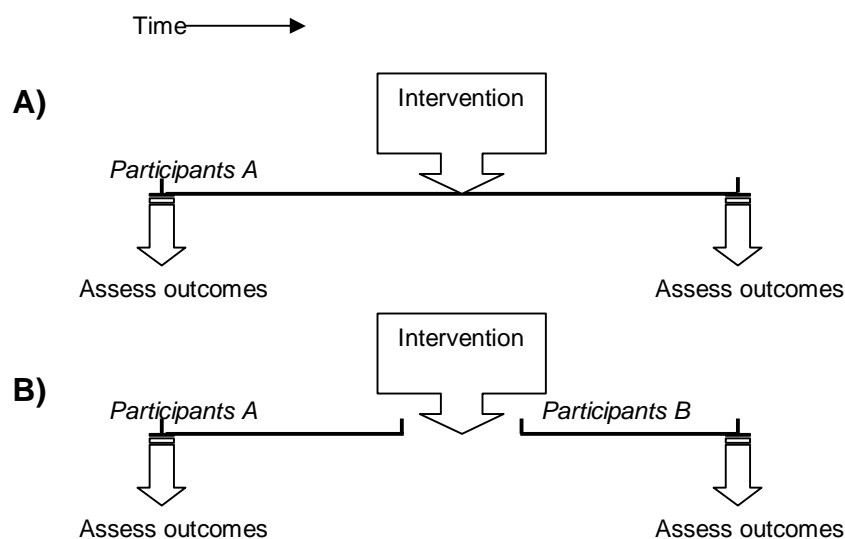 Time
A)
Intervention
Participants A
Assess outcomes
Assess outcomes
B)
Intervention
Participants A
Participants B
Assess outcomes
Assess outcomes